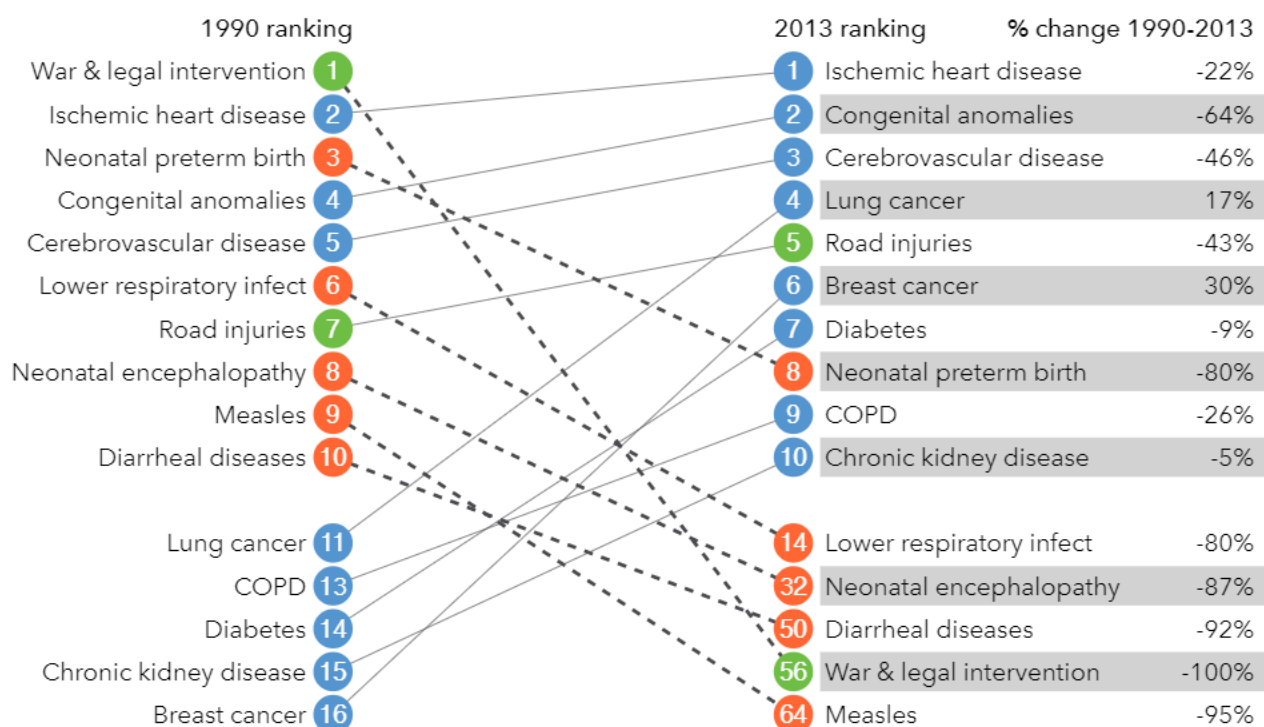 1990 ranking 2013 ranking % change 1990-2013
War & legal intervention 1 1 Ischemic heart disease -22%
Ischemic heart disease 2 2 Congenital anomalies -64%
Neonatal preterm birth 3 3 Cerebrovascular disease -46%
Congenital anomalies 4 4 Lung cancer 17%
Cerebrovascular disease 5 5 Road injuries -43%
Lower respiratory infect 6 6 Breast cancer 30%
Road injuries 7 7 Diabetes -9%
Neonatal encephalopathy 8 8 Neonatal preterm birth -80%
Measles 9 9 COPD -26%
Diarrheal diseases 10 10 Chronic kidney disease -5%
Lung cancer 11 14 Lower respiratory infect -80%
COPD 13 32 Neonatal encephalopathy -87%
Diabetes 14 50 Diarrheal diseases -92%
Chronic kidney disease 15 56 War & legal intervention -100%
Breast cancer 16 64 Measles -95%